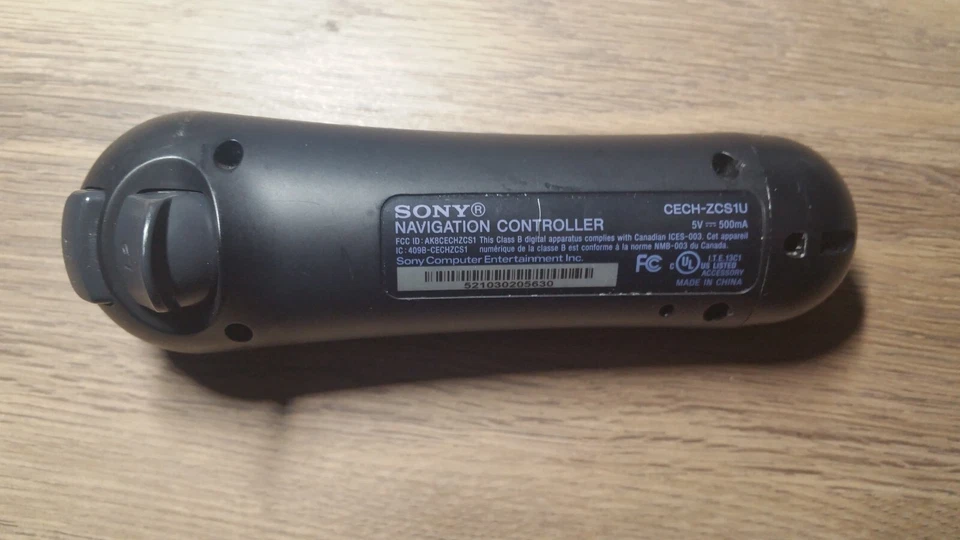 SONY®
NAVIGATION CONTROLLER
CECH-ZCS1U
5V 500mA
FCC ID: AK8CECHZCS1 This Class B digital apparatus complies with Canadian ICES-003. Cet appareil
IC: 409B-CECHZCS1 numérique de la classe B est conforme à la norme NMB-003 du Canada.
Sony Computer Entertainment Inc.
521030205630
FC
c UL US LISTED
I.T.E. 13C1
ACCESSORY
MADE IN CHINA
L2